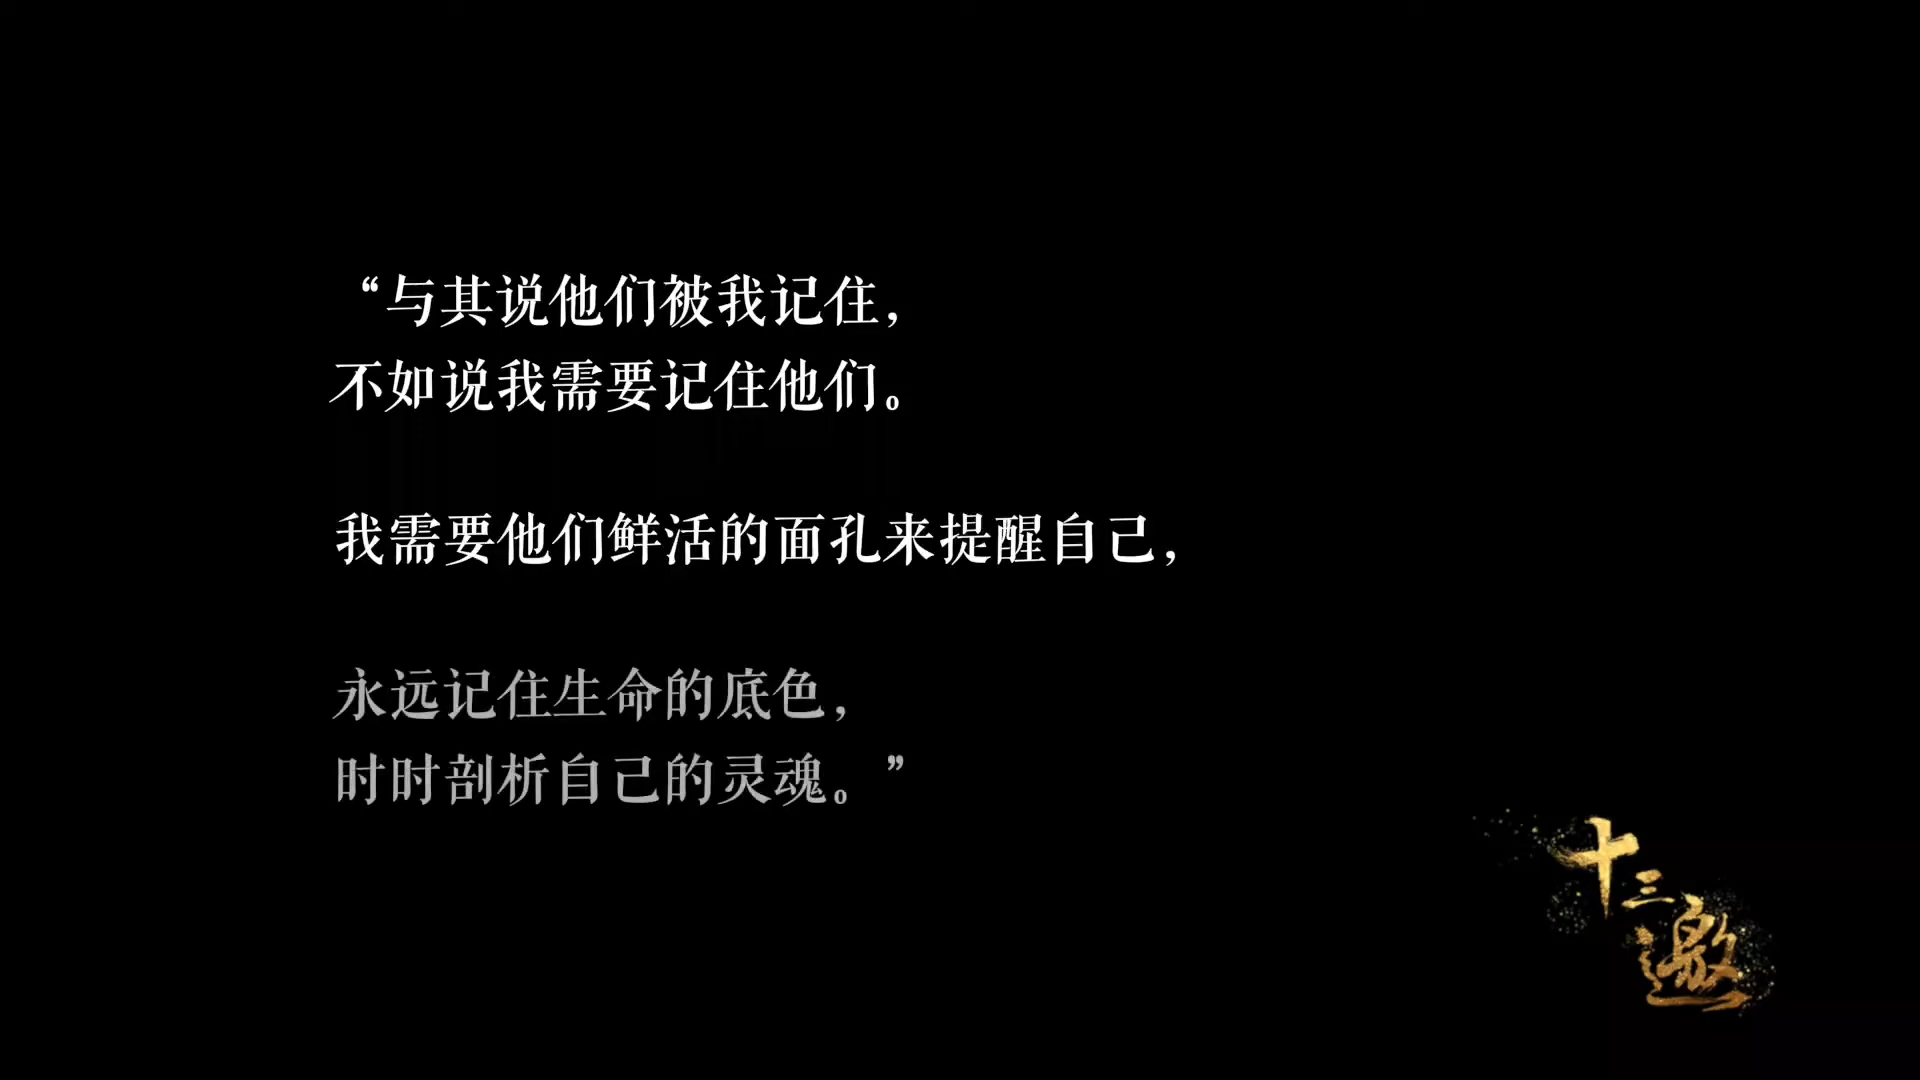 “与其说他们被我记住，
不如说我需要记住他们。
我需要他们鲜活的面孔来提醒自己，
永远记住生命的底色，
时时剖析自己的灵魂。”
十三邀